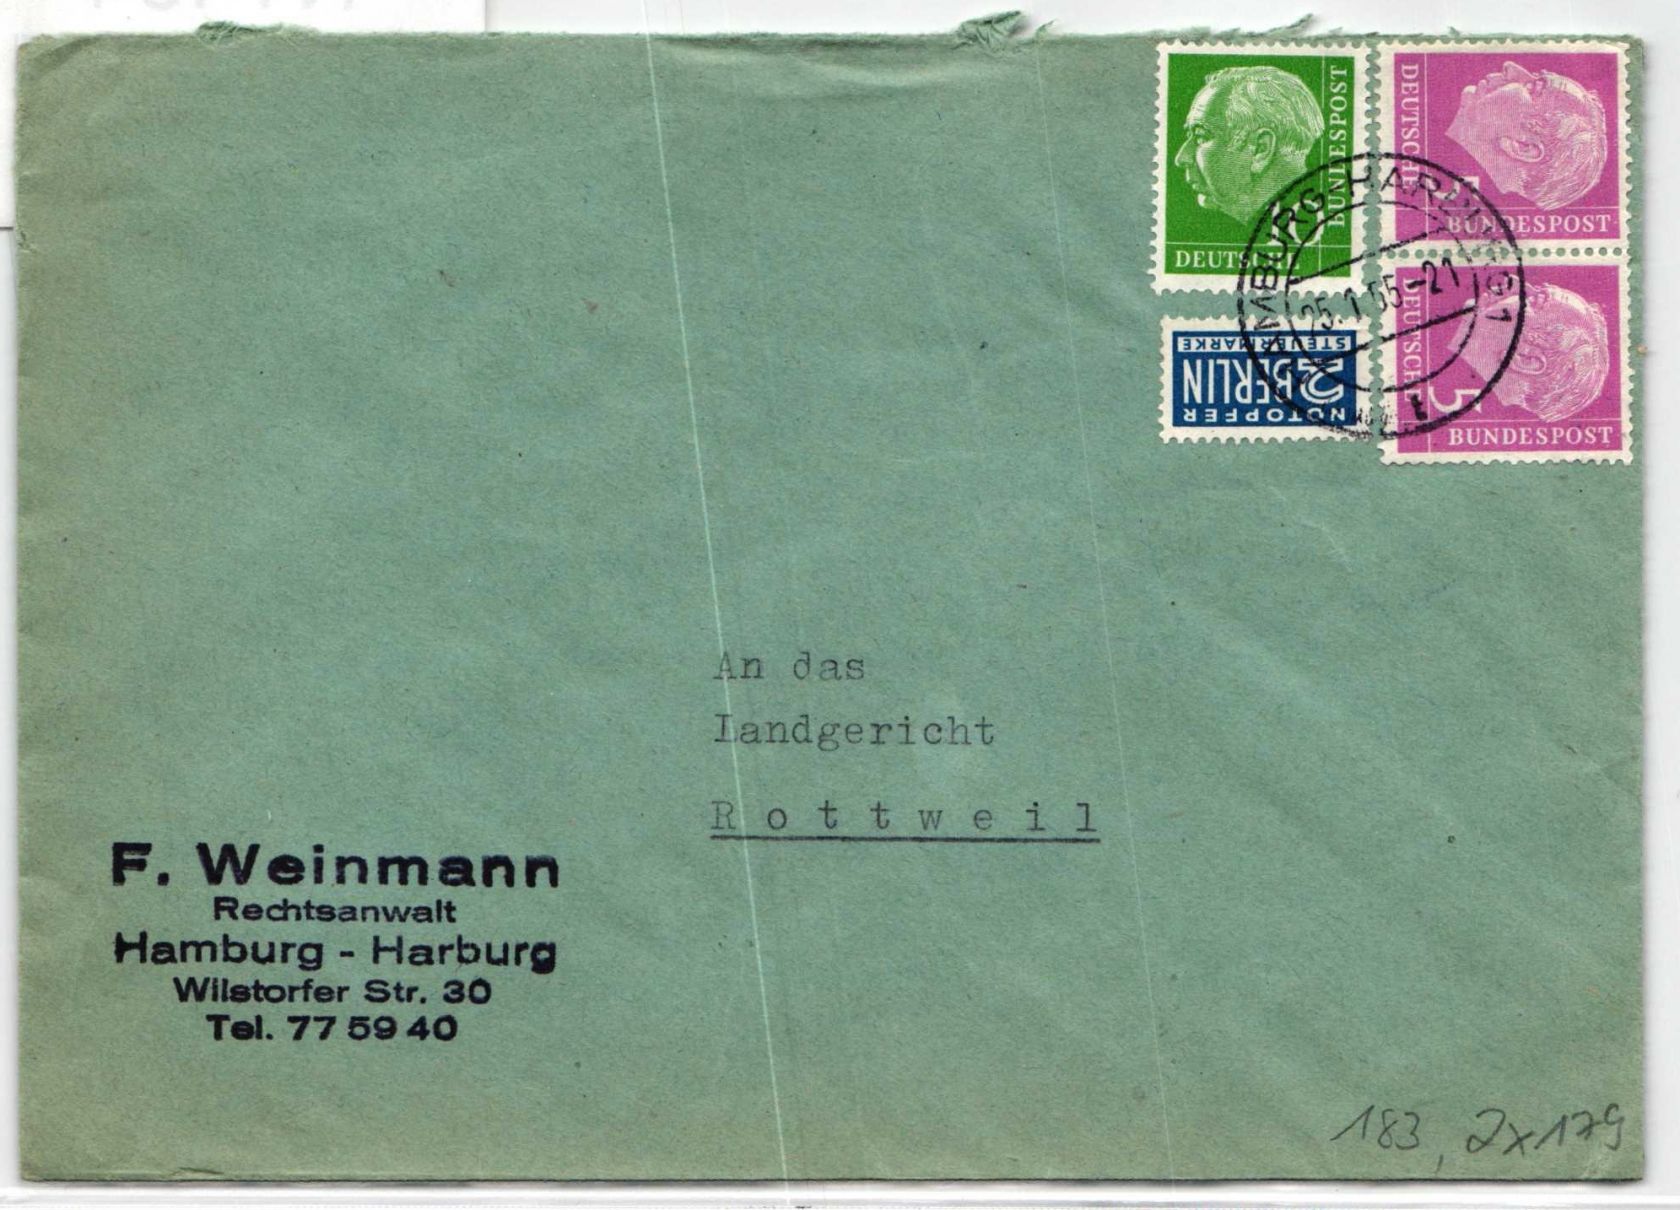 DEUTSCHE BUNDESPOST
DEUTSCHE BUNDESPOST
DEUTSCHE BUNDESPOST
5
HAMBURG-HARBURG 1
25.1.55-21
t
NOTOPFER
2 BERLIN
STEUERMARKE
An das
Landgericht
Rottweil
F. Weinmann
Rechtsanwalt
Hamburg - Harburg
Wilstorfer Str. 30
Tel. 77 59 40
183, 2x179